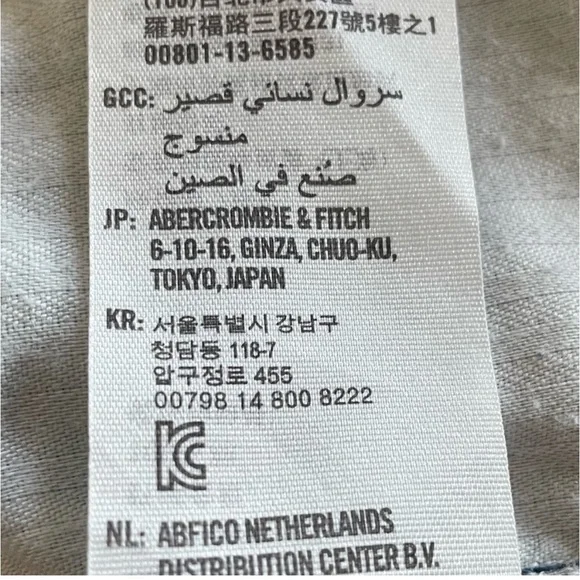 羅斯福路三段227號5樓之1
00801-13-6585
GCC: سروال نسائي قصير
منسوج
صُنع في الصين
JP: ABERCROMBIE & FITCH
6-10-16, GINZA, CHUO-KU,
TOKYO, JAPAN
KR: 서울특별시 강남구
청담동 118-7
압구정로 455
00798 14 800 8222
KC
NL: ABFICO NETHERLANDS
DISTRIBUTION CENTER B.V.